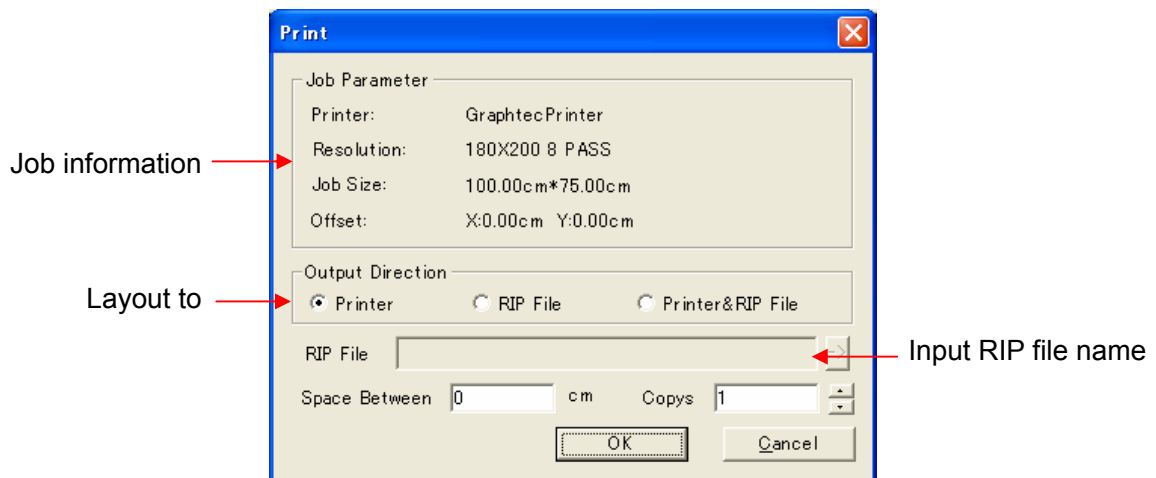 Print
Job Parameter
Printer: GraphtecPrinter
Job information
Resolution: 180X200 8 PASS
Job Size: 100.00cm*75.00cm
Offset: X:0.00cm Y:0.00cm
Output Direction
Layout to
Printer RIP File Printer&RIP File
RIP File ->
Input RIP file name
Space Between 0 cm Copys 1
OK Cancel